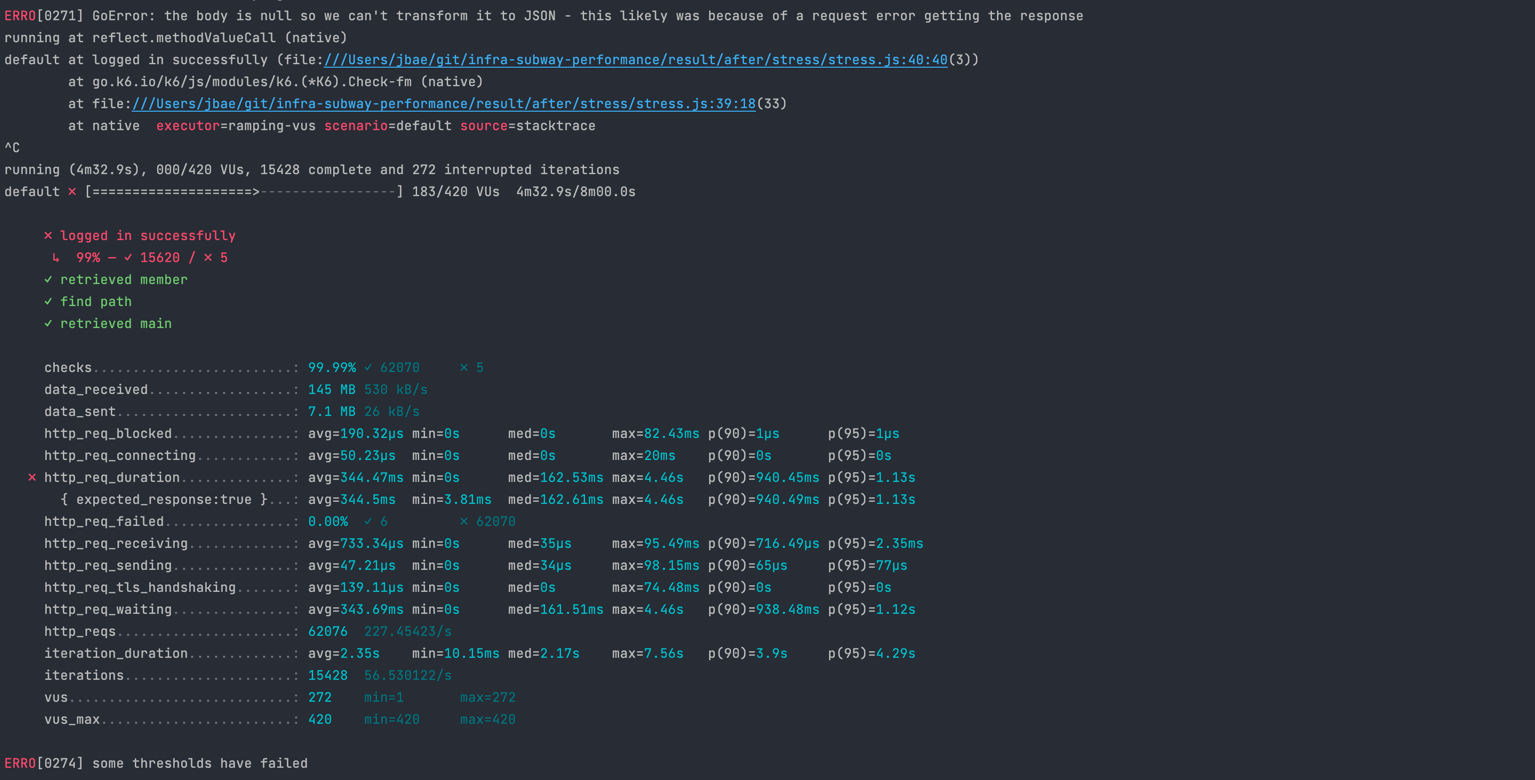 ERRO[0271] GoError: the body is null so we can't transform it to JSON - this likely was because of a request error getting the response
running at reflect.methodValueCall (native)
default at logged in successfully (file:///Users/jbae/git/infra-subway-performance/result/after/stress/stress.js:40:40(3))
at go.k6.io/k6/js/modules/k6.(*K6).Check-fm (native)
at file:///Users/jbae/git/infra-subway-performance/result/after/stress/stress.js:39:18(33)
at native  executor=ramping-vus scenario=default source=stacktrace
^C
running (4m32.9s), 000/420 VUs, 15428 complete and 272 interrupted iterations
default ✗ [====================>-----------------] 183/420 VUs  4m32.9s/8m00.0s
✗ logged in successfully
↳  99% — ✓ 15620 / ✗ 5
✓ retrieved member
✓ find path
✓ retrieved main
checks.........................: 99.99% ✓ 62070     ✗ 5
data_received..................: 145 MB 530 kB/s
data_sent......................: 7.1 MB 26 kB/s
http_req_blocked...............: avg=190.32µs min=0s      med=0s       max=82.43ms p(90)=1µs      p(95)=1µs
http_req_connecting............: avg=50.23µs  min=0s      med=0s       max=20ms    p(90)=0s       p(95)=0s
✗ http_req_duration..............: avg=344.47ms min=0s      med=162.53ms max=4.46s   p(90)=940.45ms p(95)=1.13s
{ expected_response:true }...: avg=344.5ms  min=3.81ms  med=162.61ms max=4.46s   p(90)=940.49ms p(95)=1.13s
http_req_failed................: 0.00%  ✓ 6         ✗ 62070
http_req_receiving.............: avg=733.34µs min=0s      med=35µs     max=95.49ms p(90)=716.49µs p(95)=2.35ms
http_req_sending...............: avg=47.21µs  min=0s      med=34µs     max=98.15ms p(90)=65µs     p(95)=77µs
http_req_tls_handshaking.......: avg=139.11µs min=0s      med=0s       max=74.48ms p(90)=0s       p(95)=0s
http_req_waiting...............: avg=343.69ms min=0s      med=161.51ms max=4.46s   p(90)=938.48ms p(95)=1.12s
http_reqs......................: 62076  227.45423/s
iteration_duration.............: avg=2.35s    min=10.15ms med=2.17s    max=7.56s   p(90)=3.9s     p(95)=4.29s
iterations.....................: 15428  56.530122/s
vus............................: 272    min=1       max=272
vus_max........................: 420    min=420     max=420
ERRO[0274] some thresholds have failed